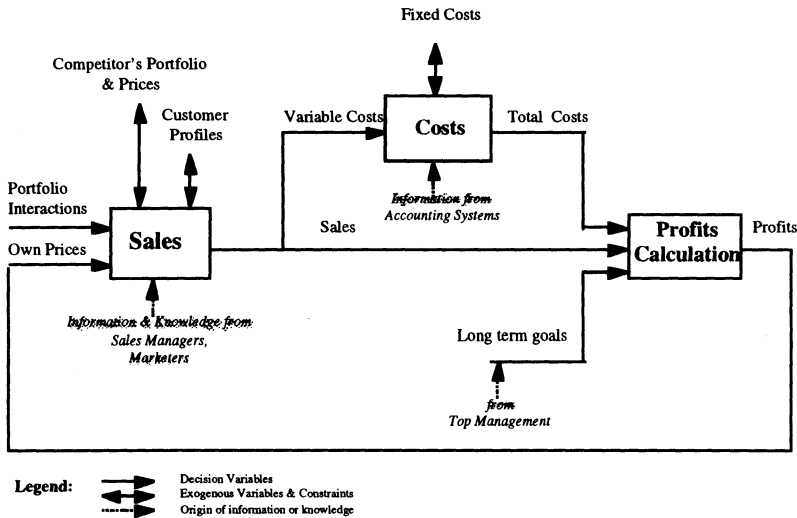 Fixed Costs
Competitor's Portfolio
& Prices
Customer
Profiles
Variable Costs
Costs
Total Costs
Information from
Accounting Systems
Portfolio
Interactions
Own Prices
Sales
Sales
Profits
Calculation
Profits
Information & Knowledge from
Sales Managers,
Marketers
Long term goals
from
Top Management
Legend:
Decision Variables
Exogenous Variables & Constraints
Origin of information or knowledge